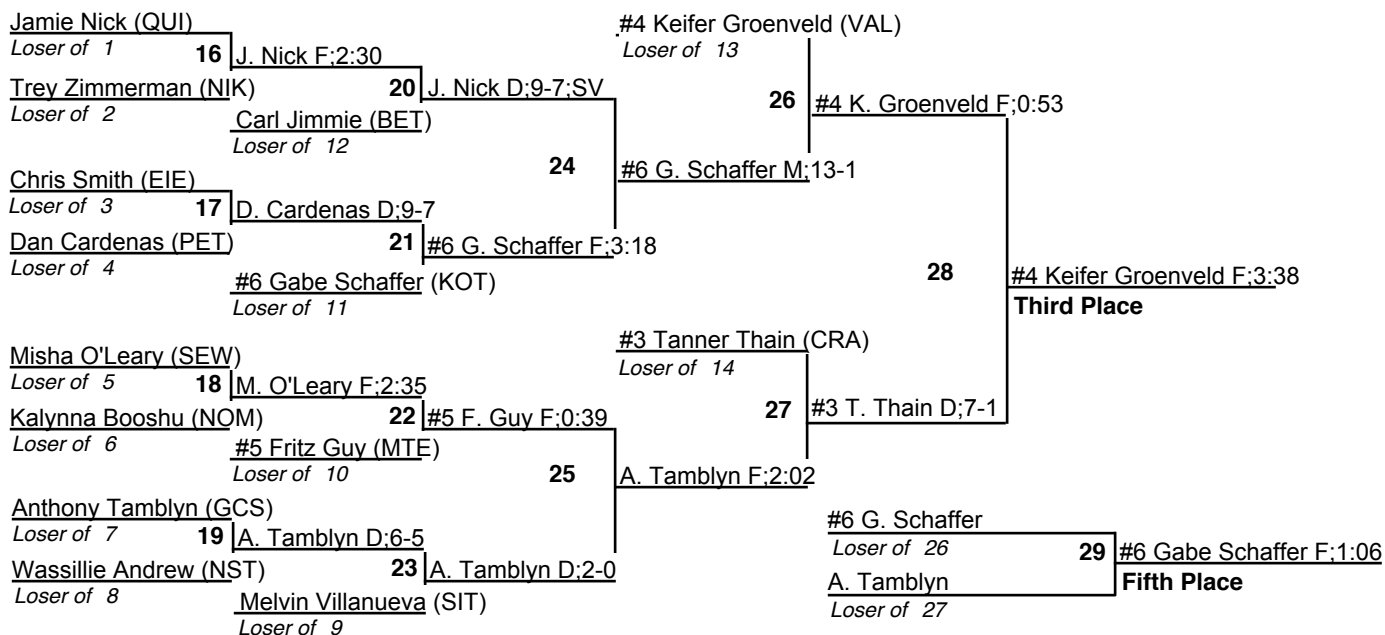 Jamie Nick (QUI)
Loser of 1
16
J. Nick F;2:30
Trey Zimmerman (NIK)
Loser of 2
20
J. Nick D;9-7;SV
Carl Jimmie (BET)
Loser of 12
Chris Smith (EIE)
Loser of 3
17
D. Cardenas D;9-7
Dan Cardenas (PET)
Loser of 4
21
#6 G. Schaffer F;3:18
#6 Gabe Schaffer (KOT)
Loser of 11
24
#6 G. Schaffer M;13-1
#4 Keifer Groenveld (VAL)
Loser of 13
26
#4 K. Groenveld F;0:53
Misha O'Leary (SEW)
Loser of 5
18
M. O'Leary F;2:35
Kalynna Booshu (NOM)
Loser of 6
22
#5 F. Guy F;0:39
#5 Fritz Guy (MTE)
Loser of 10
Anthony Tamblyn (GCS)
Loser of 7
19
A. Tamblyn D;6-5
Wassillie Andrew (NST)
Loser of 8
23
A. Tamblyn D;2-0
Melvin Villanueva (SIT)
Loser of 9
25
A. Tamblyn F;2:02
#3 Tanner Thain (CRA)
Loser of 14
27
#3 T. Thain D;7-1
28
#4 Keifer Groenveld F;3:38
Third Place
#6 G. Schaffer
Loser of 26
29
#6 Gabe Schaffer F;1:06
A. Tamblyn
Fifth Place
Loser of 27